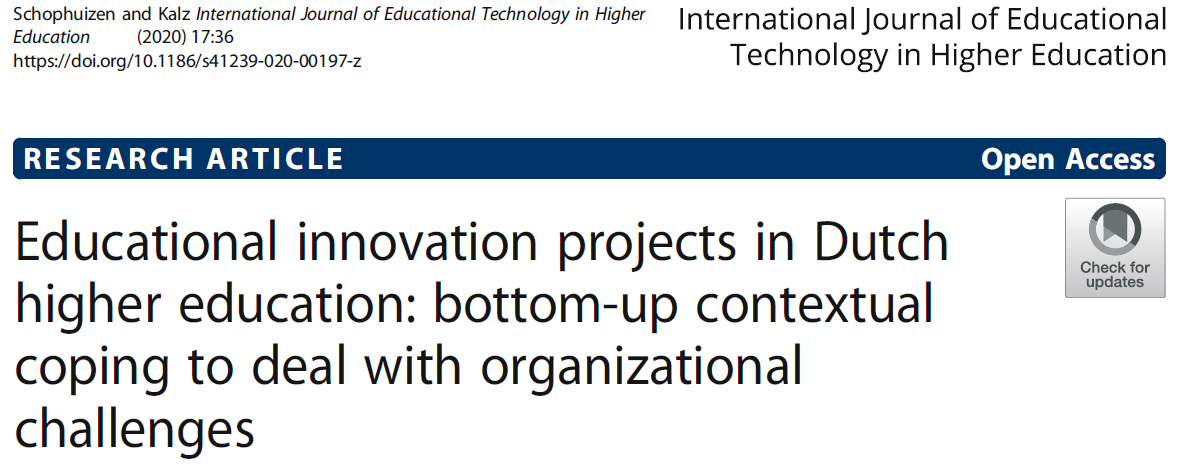 Schophuizen and Kalz International Journal of Educational Technology in Higher
Education (2020) 17:36
https://doi.org/10.1186/s41239-020-00197-z
International Journal of Educational
Technology in Higher Education
RESEARCH ARTICLE
Open Access
Check for
updates
Educational innovation projects in Dutch
higher education: bottom-up contextual
coping to deal with organizational
challenges